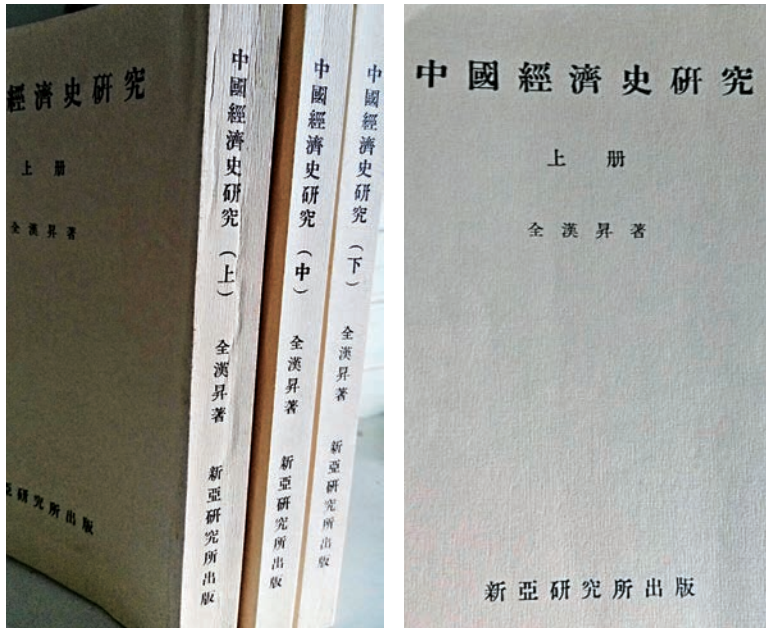 經濟史研究
上册
全漢昇著
亞研究所出版
中國經濟史研究(上)
全漢昇著
新亞研究所出版
中國經濟史研究(中)
全漢昇著
新亞研究所出版
中國經濟史研究(下)
全漢昇著
新亞研究所出版
中國經濟史研究
上册
全漢昇著
新亞研究所出版